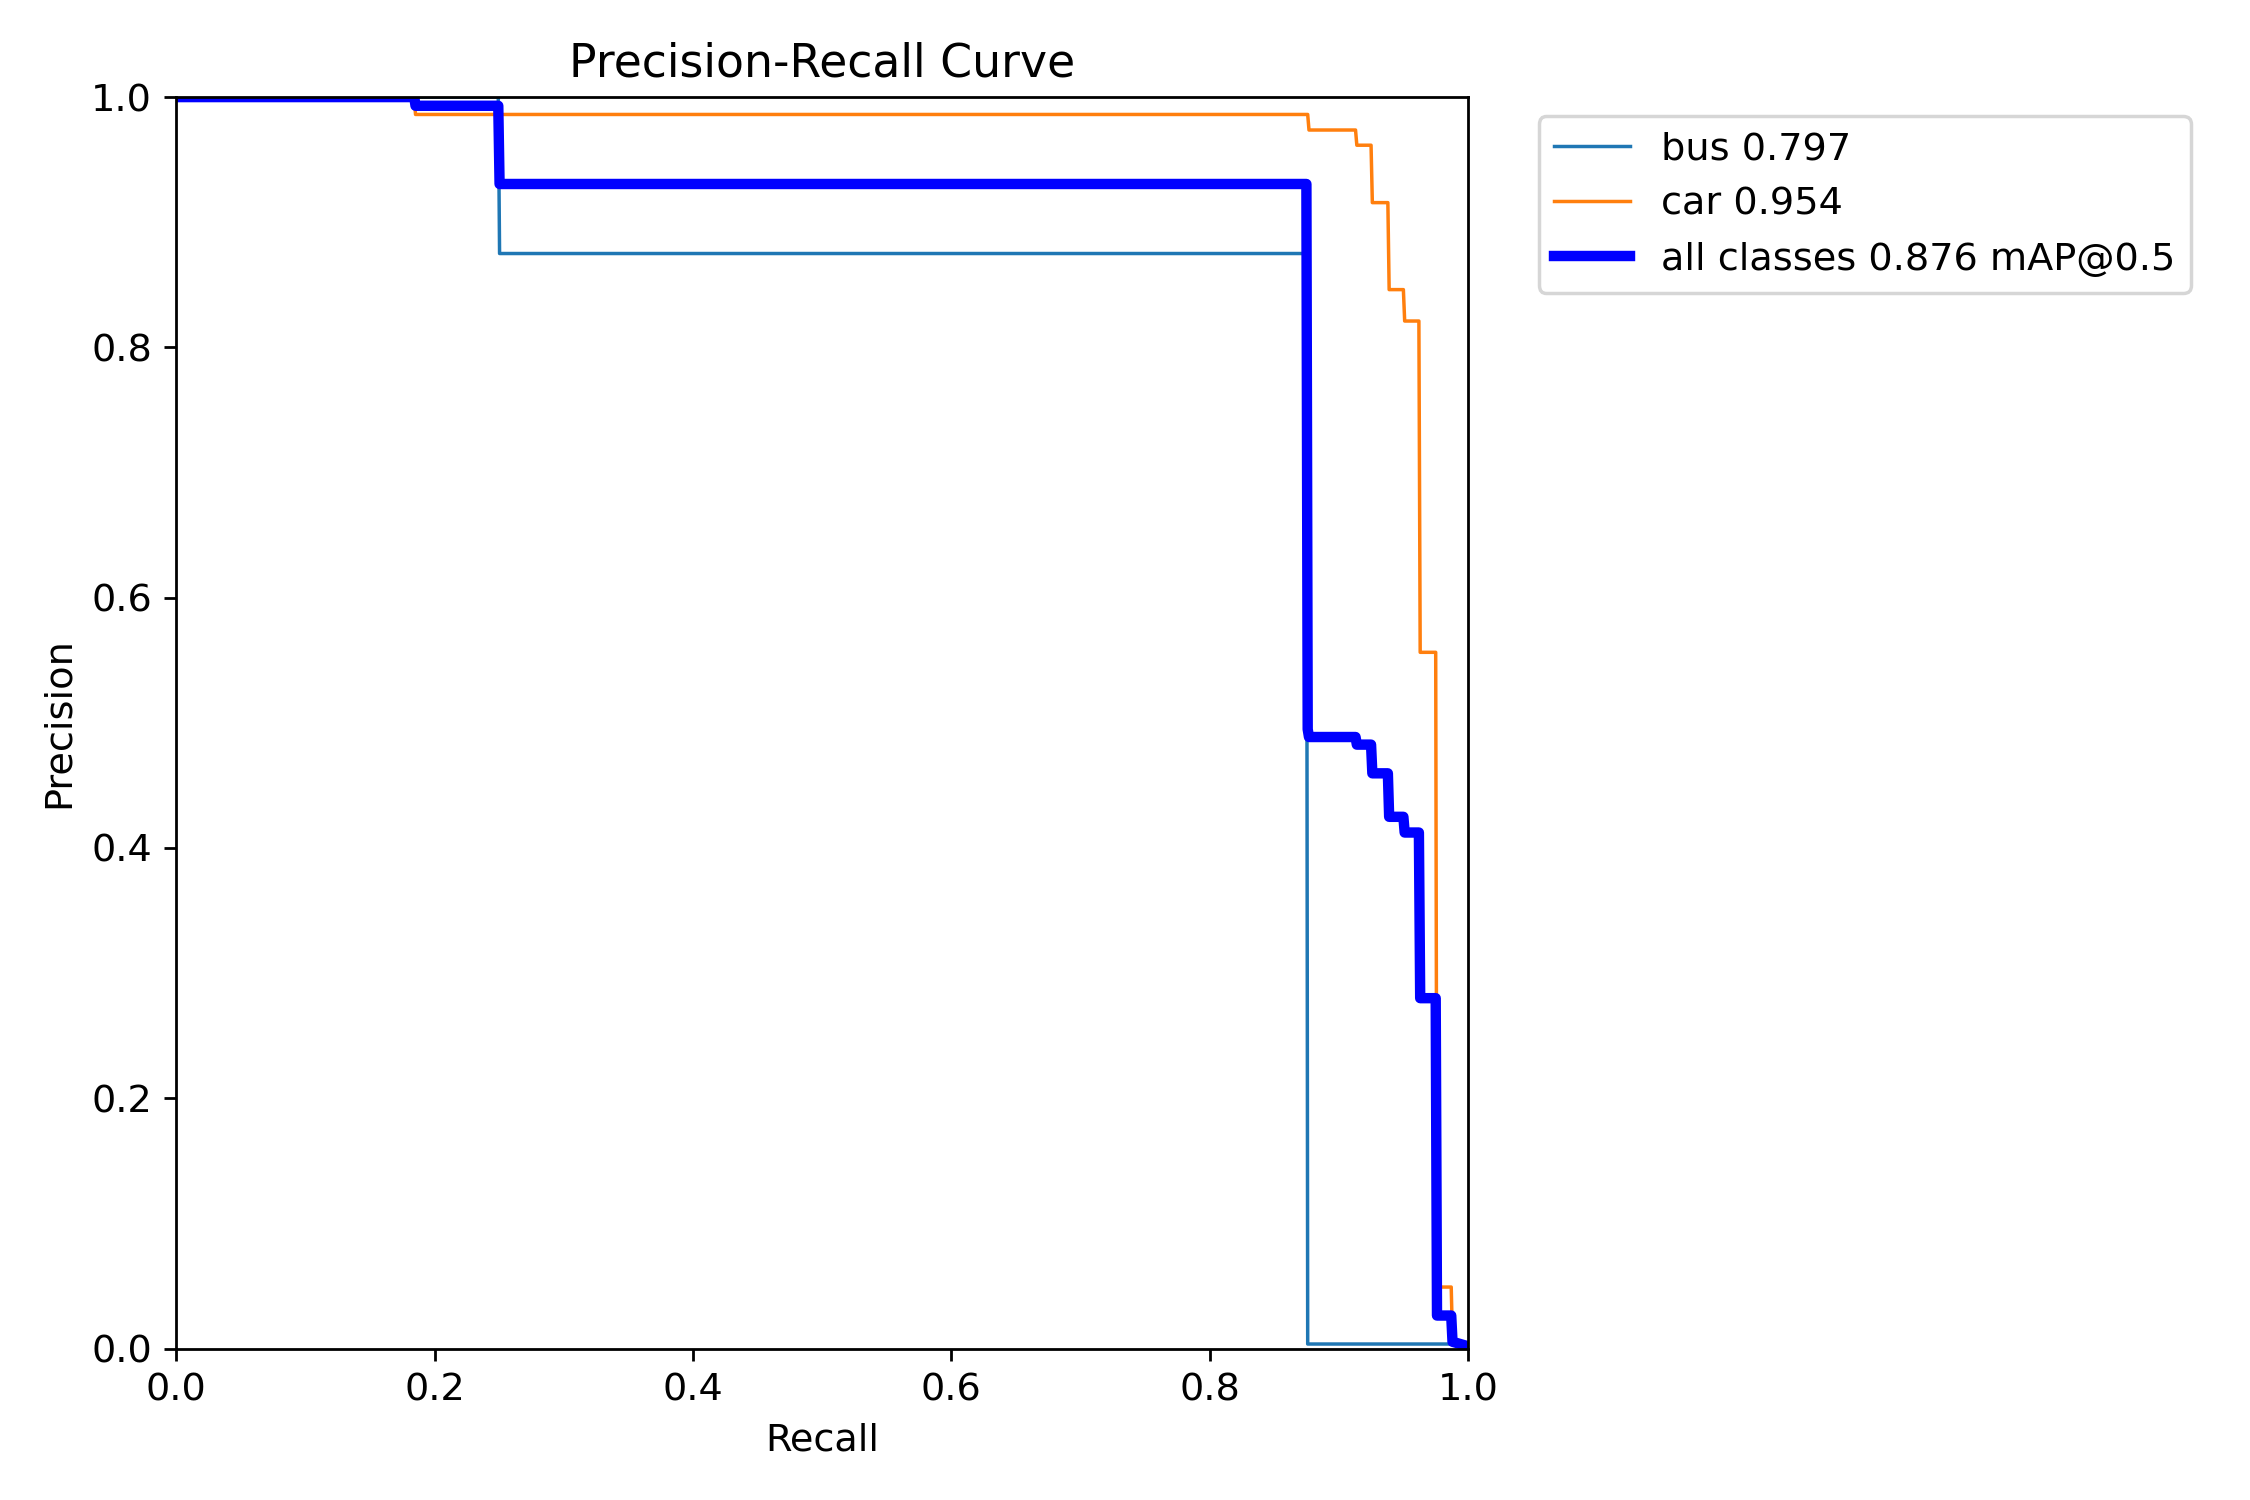 Precision-Recall Curve
1.0
0.8
0.6
0.4
0.2
0.0
Precision
0.0 0.2 0.4 0.6 0.8 1.0
Recall
bus 0.797
car 0.954
all classes 0.876 mAP@0.5